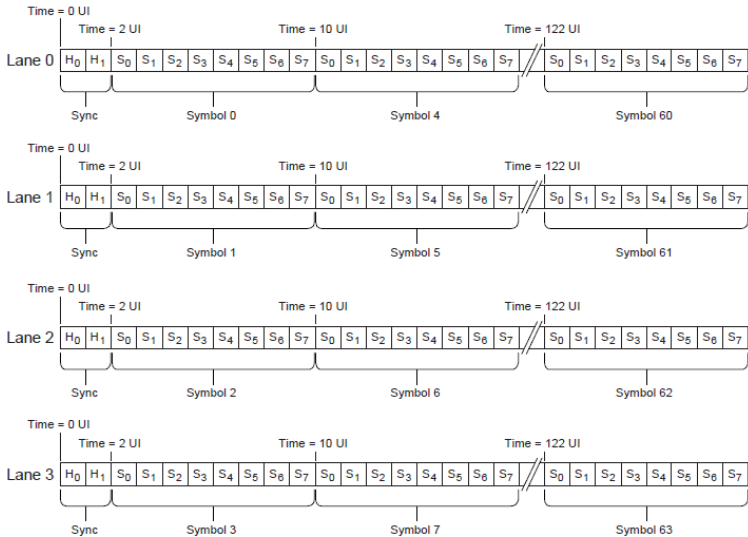 Time = 0 UI
Time = 2 UI Time = 10 UI Time = 122 UI
Lane 0 H0 H1 S0 S1 S2 S3 S4 S5 S6 S7 S0 S1 S2 S3 S4 S5 S6 S7 S0 S1 S2 S3 S4 S5 S6 S7
Sync Symbol 0 Symbol 4 Symbol 60
Time = 0 UI
Time = 2 UI Time = 10 UI Time = 122 UI
Lane 1 H0 H1 S0 S1 S2 S3 S4 S5 S6 S7 S0 S1 S2 S3 S4 S5 S6 S7 S0 S1 S2 S3 S4 S5 S6 S7
Sync Symbol 1 Symbol 5 Symbol 61
Time = 0 UI
Time = 2 UI Time = 10 UI Time = 122 UI
Lane 2 H0 H1 S0 S1 S2 S3 S4 S5 S6 S7 S0 S1 S2 S3 S4 S5 S6 S7 S0 S1 S2 S3 S4 S5 S6 S7
Sync Symbol 2 Symbol 6 Symbol 62
Time = 0 UI
Time = 2 UI Time = 10 UI Time = 122 UI
Lane 3 H0 H1 S0 S1 S2 S3 S4 S5 S6 S7 S0 S1 S2 S3 S4 S5 S6 S7 S0 S1 S2 S3 S4 S5 S6 S7
Sync Symbol 3 Symbol 7 Symbol 63